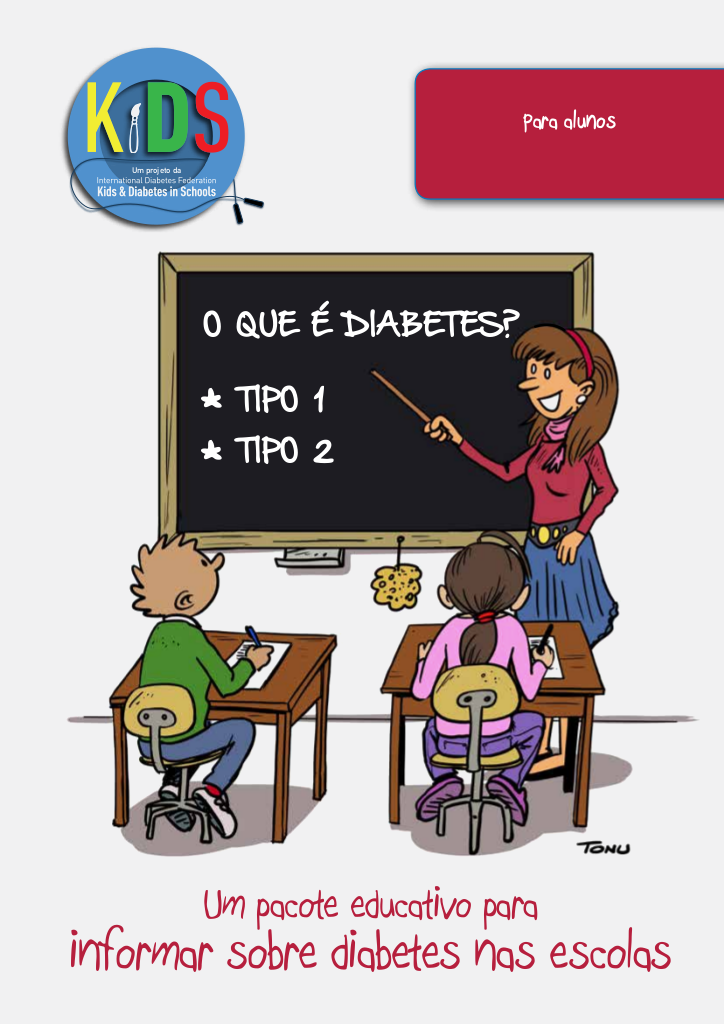 KiDS
Um projeto da
International Diabetes Federation
Kids & Diabetes in Schools
Para alunos
O QUE É DIABETES?
* TIPO 1
* TIPO 2
TONU
Um pacote educativo para
informar sobre diabetes nas escolas